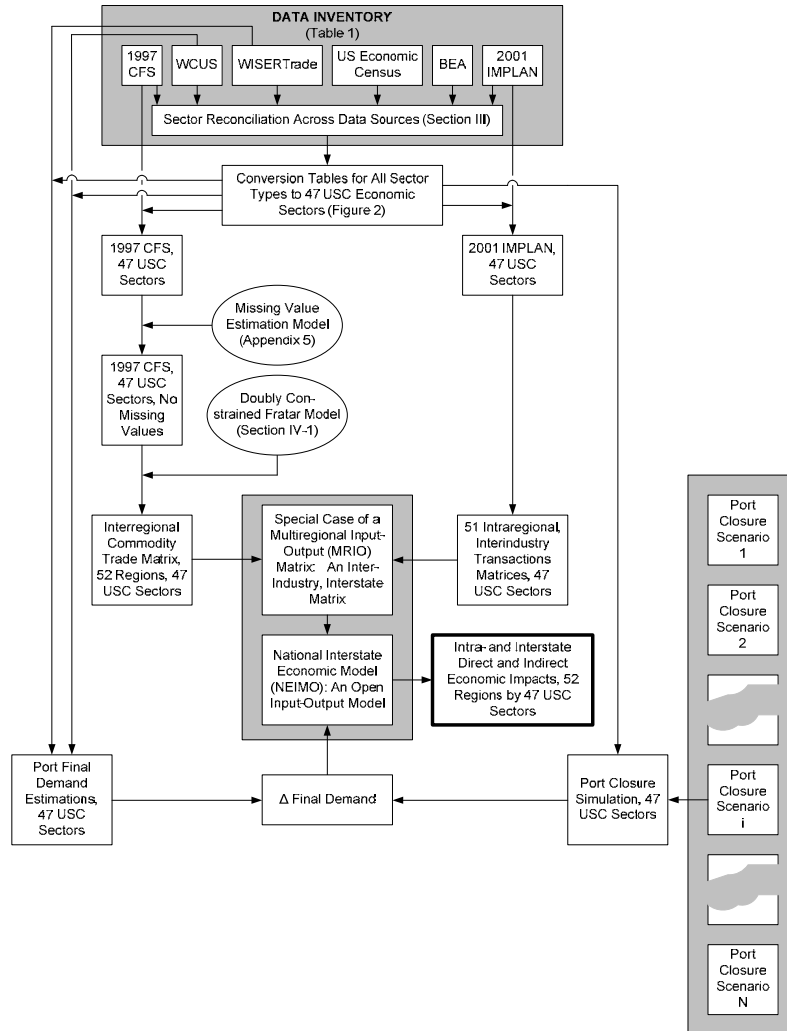 DATA INVENTORY
(Table 1)
1997
CFS
WCUS
WISERTrade
US Economic
Census
BEA
2001
IMPLAN
Sector Reconciliation Across Data Sources (Section III)
Conversion Tables for All Sector
Types to 47 USC Economic
Sectors (Figure 2)
1997 CFS,
47 USC
Sectors
2001 IMPLAN,
47 USC
Sectors
Missing Value
Estimation Model
(Appendix 5)
1997 CFS,
47 USC
Sectors, No
Missing
Values
Doubly Con-
strained Fratar Model
(Section IV-1)
Interregional
Commodity
Trade Matrix,
52 Regions, 47
USC Sectors
Special Case of a
Multiregional Input-
Output (MRIO)
Matrix: An Inter-
Industry, Interstate
Matrix
51 Intraregional,
Interindustry
Transactions
Matrices, 47
USC Sectors
National Interstate
Economic Model
(NEIMO): An Open
Input-Output Model
Intra- and Interstate
Direct and Indirect
Economic Impacts, 52
Regions by 47 USC
Sectors
Port Final
Demand
Estimations,
47 USC
Sectors
Δ Final Demand
Port Closure
Simulation, 47
USC Sectors
Port
Closure
Scenario
1
Port
Closure
Scenario
2
Port
Closure
Scenario
i
Port
Closure
Scenario
N